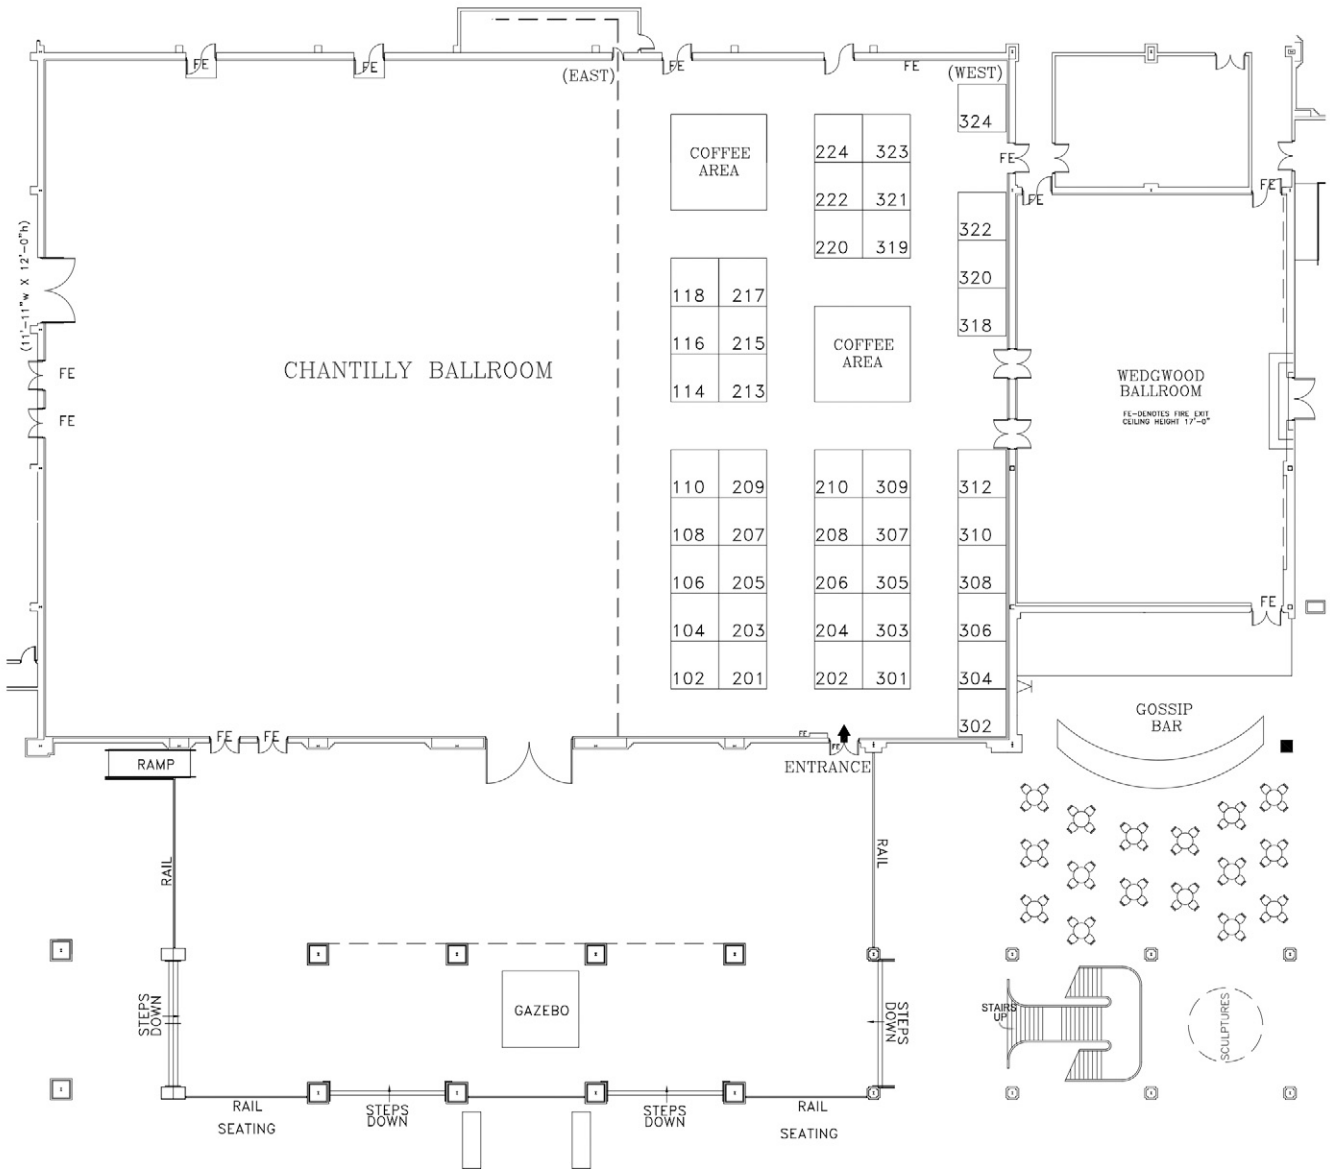 FE
FE
(EAST)
FE
FE
(WEST)
324
COFFEE
AREA
224 323
FE
222 321
FE
FE
220 319
322
(11'-11"w X 12'-0"h)
320
118 217
318
116 215
COFFEE
AREA
FE
CHANTILLY BALLROOM
WEDGWOOD
BALLROOM
114 213
FE-DENOTES FIRE EXIT
CEILING HEIGHT 17'-0"
FE
110 209 210 309 312
108 207 208 307 310
106 205 206 305 308
FE
104 203 204 303 306
102 201 202 301 304
GOSSIP
BAR
302
FE
FE
FE
FE
RAMP
ENTRANCE
RAIL
RAIL
STEPS
DOWN
GAZEBO
STEPS
DOWN
STAIRS
UP
SCULPTURES
RAIL
SEATING
STEPS
DOWN
STEPS
DOWN
RAIL
SEATING